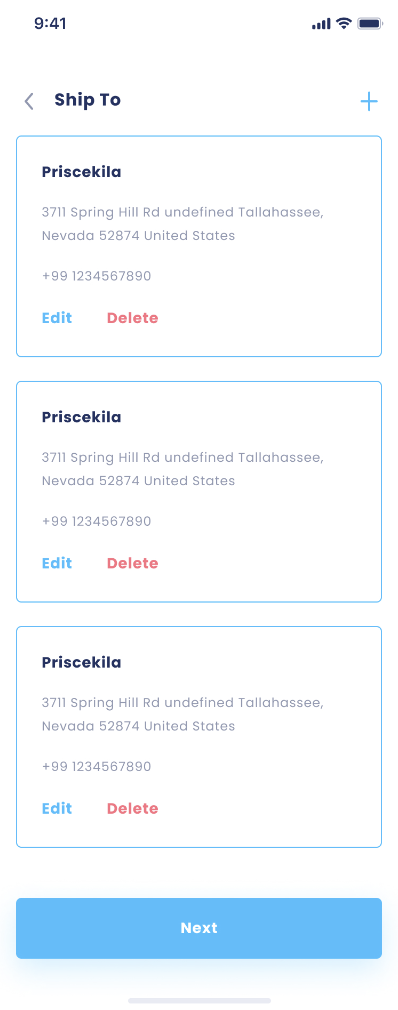 9:41
Ship To
Priscekila
3711 Spring Hill Rd undefined Tallahassee,
Nevada 52874 United States
+99 1234567890
Edit Delete
Priscekila
3711 Spring Hill Rd undefined Tallahassee,
Nevada 52874 United States
+99 1234567890
Edit Delete
Priscekila
3711 Spring Hill Rd undefined Tallahassee,
Nevada 52874 United States
+99 1234567890
Edit Delete
Next